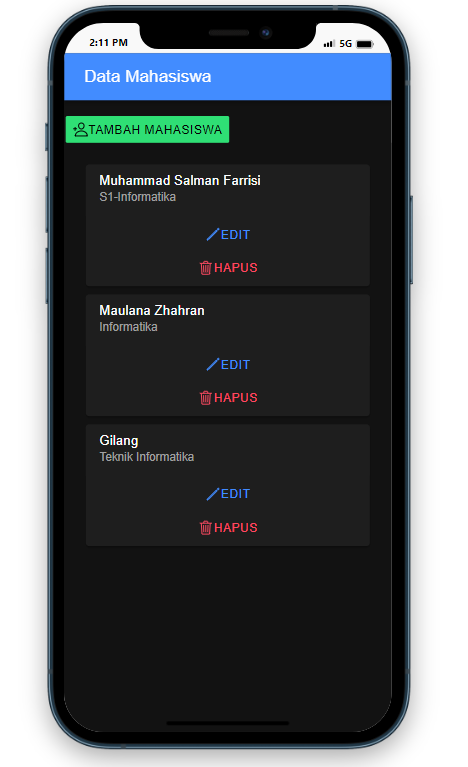 2:11 PM 5G
Data Mahasiswa
TAMBAH MAHASISWA
Muhammad Salman Farrisi
S1-Informatika
EDIT
HAPUS
Maulana Zhahran
Informatika
EDIT
HAPUS
Gilang
Teknik Informatika
EDIT
HAPUS